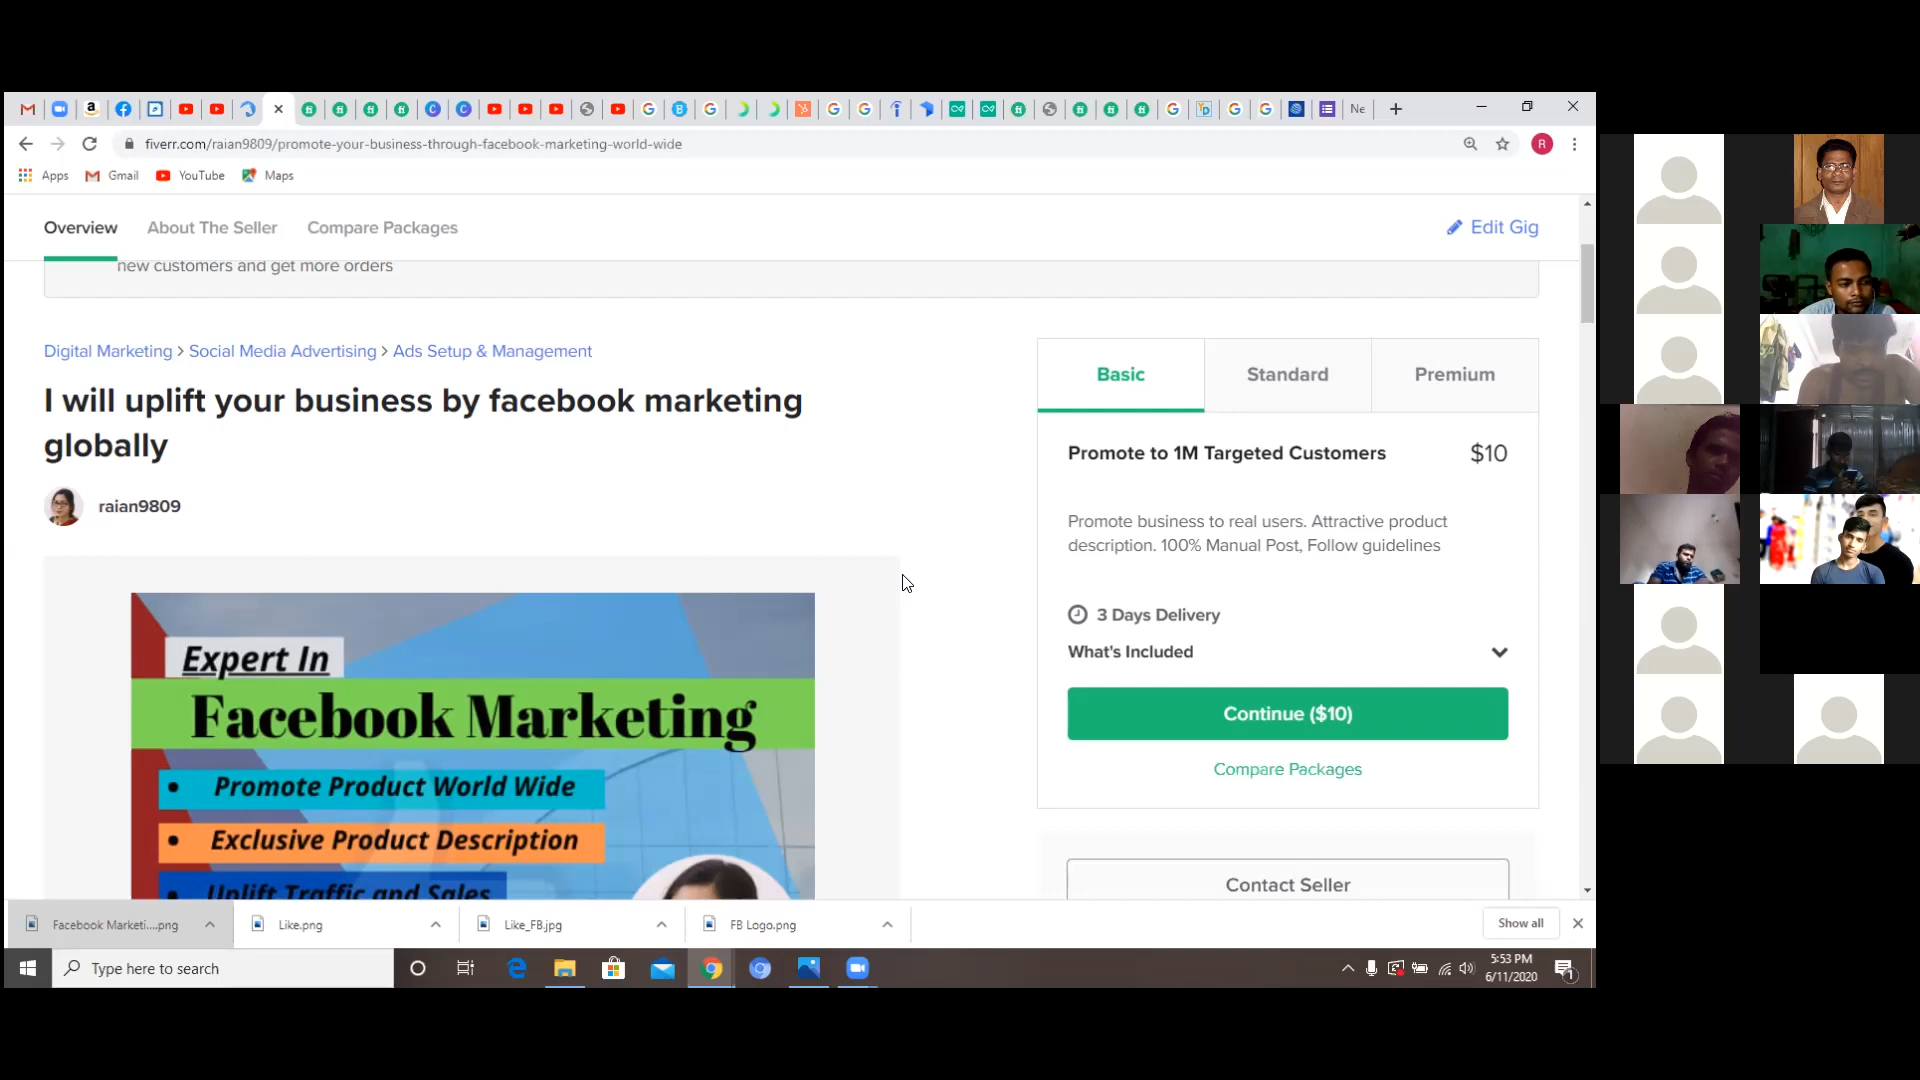 Ne
fiverr.com/raian9809/promote-your-business-through-facebook-marketing-world-wide
R
Apps Gmail YouTube Maps
Overview About The Seller Compare Packages Edit Gig
new customers and get more orders
Digital Marketing > Social Media Advertising > Ads Setup & Management
I will uplift your business by facebook marketing
globally
raian9809
Expert In
Facebook Marketing
• Promote Product World Wide
• Exclusive Product Description
• Uplift Traffic and Sales
Basic Standard Premium
Promote to 1M Targeted Customers $10
Promote business to real users. Attractive product
description. 100% Manual Post, Follow guidelines
3 Days Delivery
What's Included
Continue ($10)
Compare Packages
Contact Seller
Facebook Marketi....png Like.png Like_FB.jpg FB Logo.png Show all
Type here to search
5:53 PM
6/11/2020
1